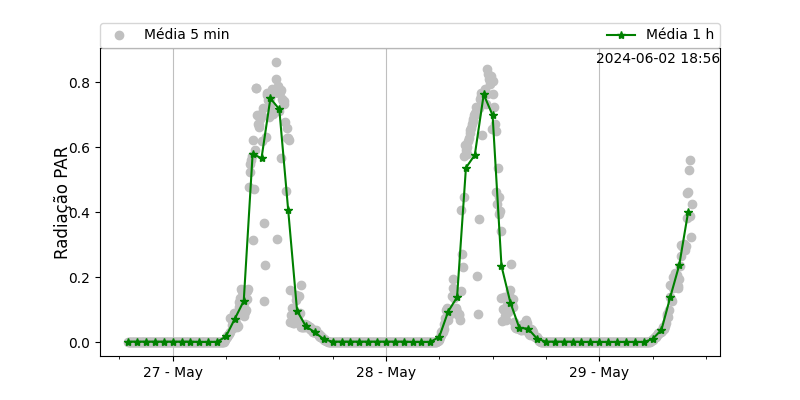 Média 5 min
Média 1 h
2024-06-02 18:56
Radiação PAR
0.8
0.6
0.4
0.2
0.0
27 - May
28 - May
29 - May